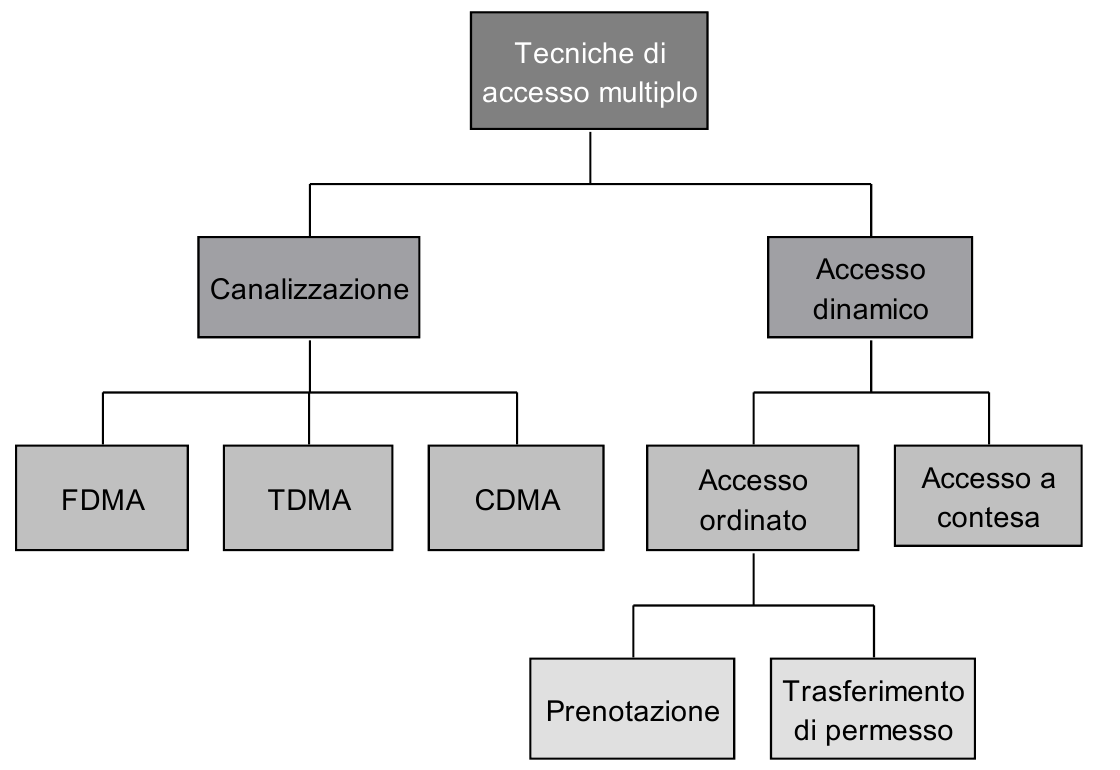 Tecniche di
accesso multiplo
Canalizzazione
Accesso
dinamico
FDMA
TDMA
CDMA
Accesso
ordinato
Accesso a
contesa
Prenotazione
Trasferimento
di permesso